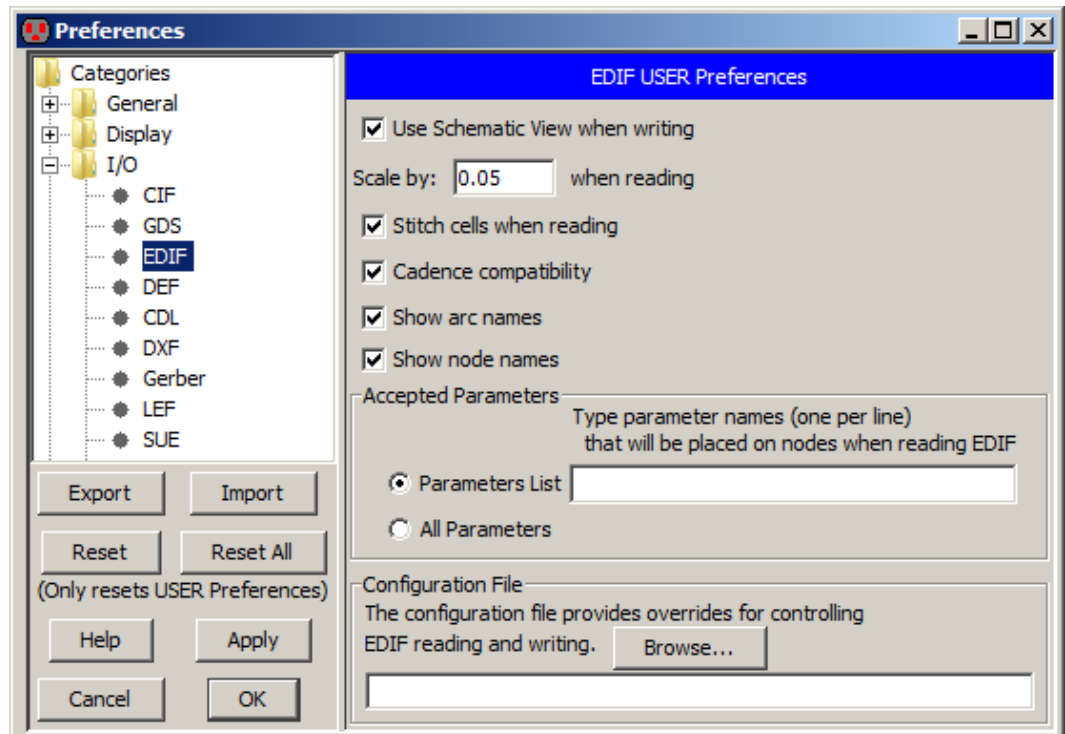 Preferences
Categories
General
Display
I/O
CIF
GDS
EDIF
DEF
CDL
DXF
Gerber
LEF
SUE
Export Import
Reset Reset All
(Only resets USER Preferences)
Help Apply
Cancel OK
EDIF USER Preferences
Use Schematic View when writing
Scale by: 0.05 when reading
Stitch cells when reading
Cadence compatibility
Show arc names
Show node names
Accepted Parameters
Type parameter names (one per line)
that will be placed on nodes when reading EDIF
Parameters List
All Parameters
Configuration File
The configuration file provides overrides for controlling
EDIF reading and writing. Browse...